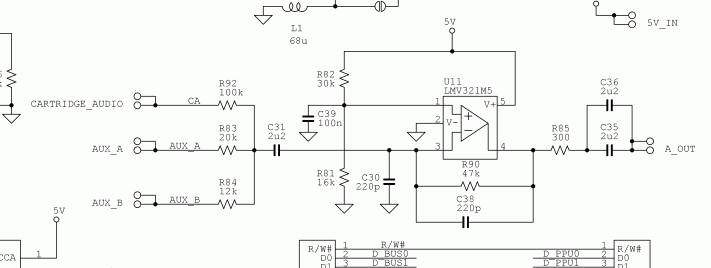 L1
68u
5V
5V_IN
R82
30k
U11
LMV321M5
R92
100k
CARTRIDGE_AUDIO
CA
C39
100n
1
V+
5
2
V-
3
4
C36
2u2
R83
20k
C31
2u2
AUX_A
AUX_A
R85
300
C35
2u2
A_OUT
R81
16k
C30
220p
R90
47k
R84
12k
AUX_B
AUX_B
C38
220p
5V
CCA
1
R/W#
1
R/W#
1
R/W#
D0
2
D_BUS0
D_PPU0
2
D0
D1
3
D_BUS1
D_PPU1
3
D1